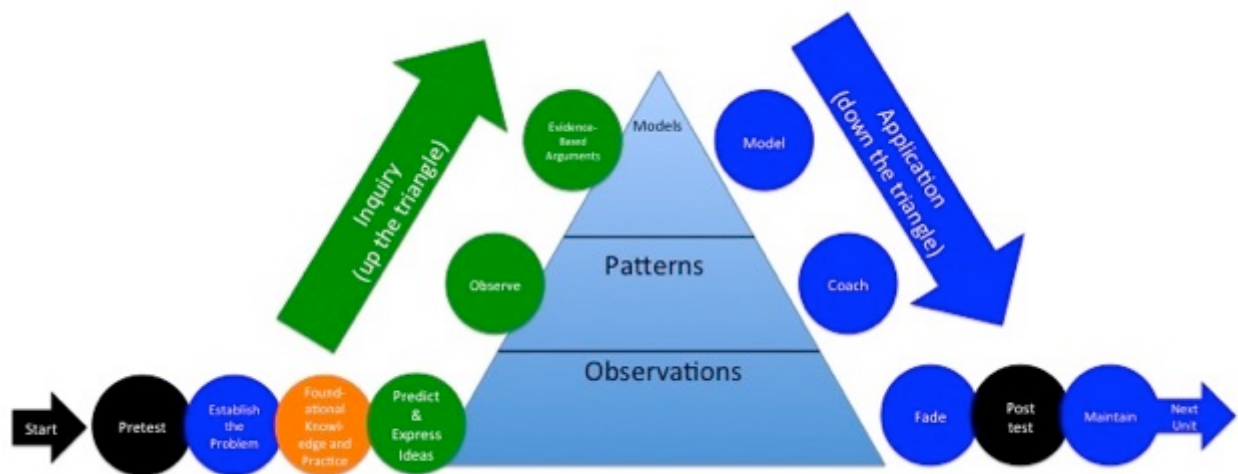 Start
Pretest
Establish
the
Problem
Found-
ational
Knowl-
edge and
Practice
Predict
&
Express
Ideas
Observe
Evidence-
Based
Arguments
Inquiry
(up the triangle)
Models
Patterns
Observations
Model
Coach
Application
(down the triangle)
Fade
Post
test
Maintain
Next
Unit